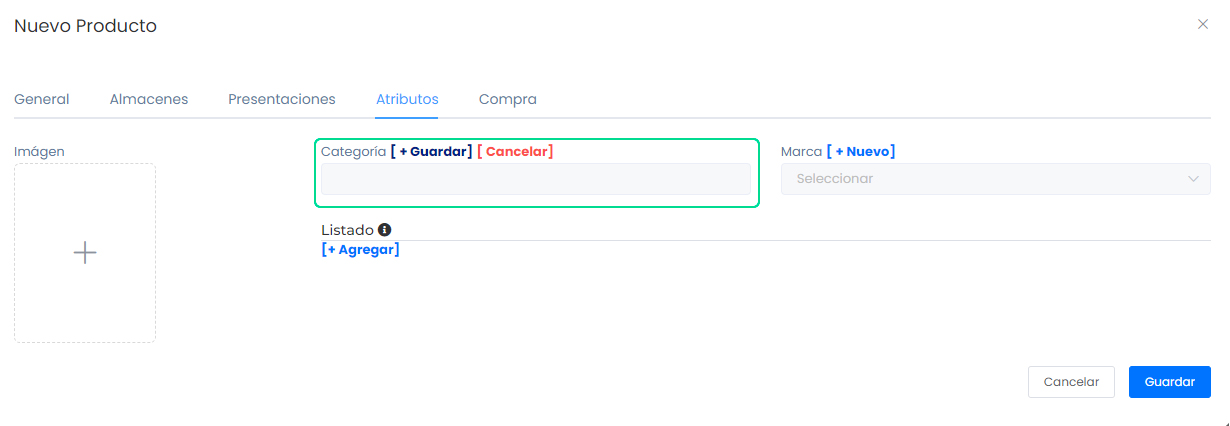 Nuevo Producto
General Almacenes Presentaciones Atributos Compra
Imágen
Categoría [ + Guardar] [ Cancelar]
Marca [ + Nuevo]
Seleccionar
Listado
[+ Agregar]
Cancelar Guardar